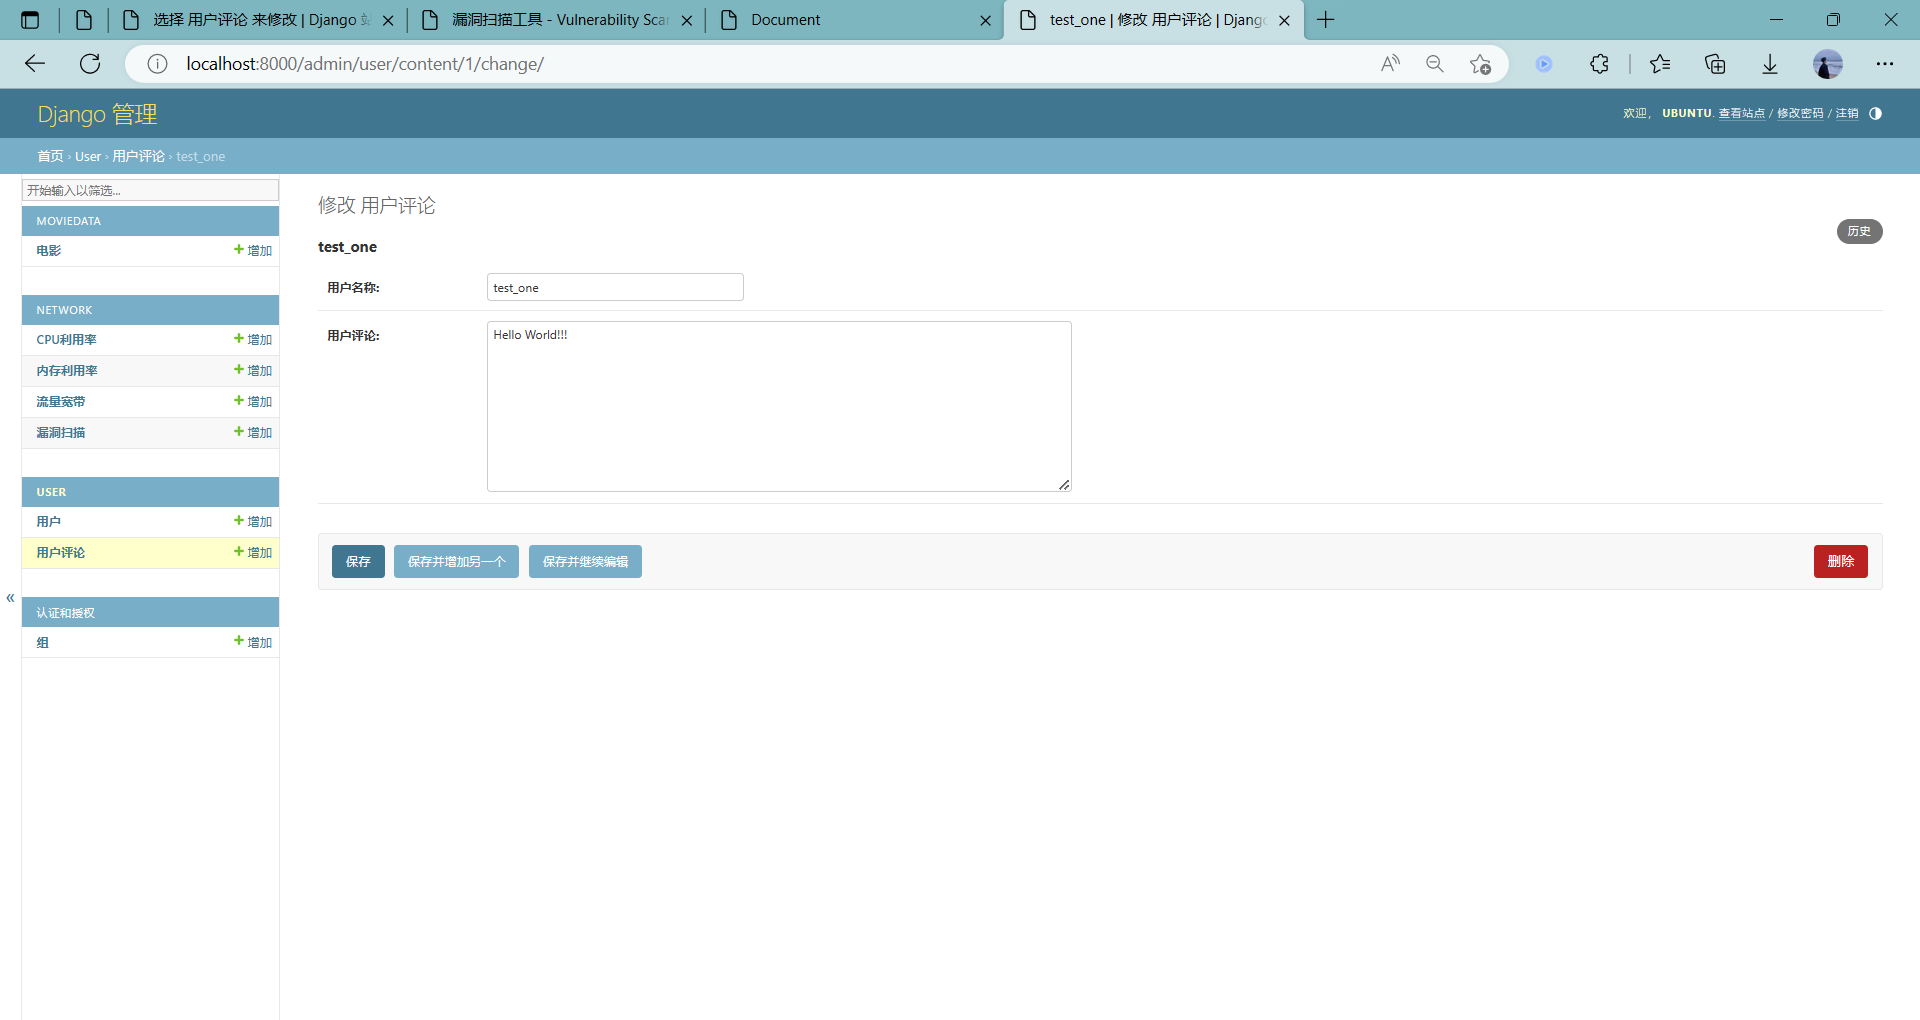 选择 用户评论 来修改 | Django 站
漏洞扫描工具 - Vulnerability Scan
Document
test_one | 修改 用户评论 | Django
localhost:8000/admin/user/content/1/change/
Django 管理
欢迎， UBUNTU. 查看站点 / 修改密码 / 注销
首页 › User › 用户评论 › test_one
开始输入以筛选...
MOVIEDATA
电影 增加
NETWORK
CPU利用率 增加
内存利用率 增加
流量宽带 增加
漏洞扫描 增加
USER
用户 增加
用户评论 增加
认证和授权
组 增加
«
修改 用户评论
历史
test_one
用户名称: test_one
用户评论: Hello World!!!
保存 保存并增加另一个 保存并继续编辑 删除